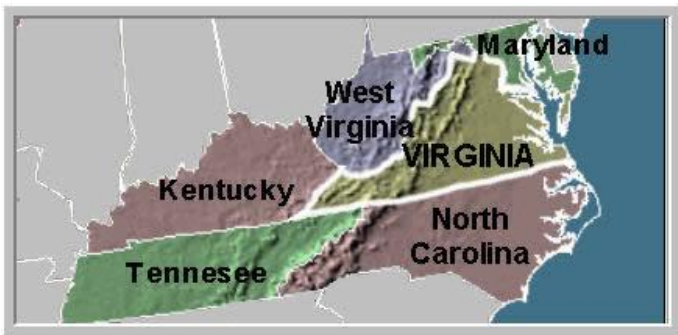 Maryland
West
Virginia
VIRGINIA
Kentucky
North
Carolina
Tennesee